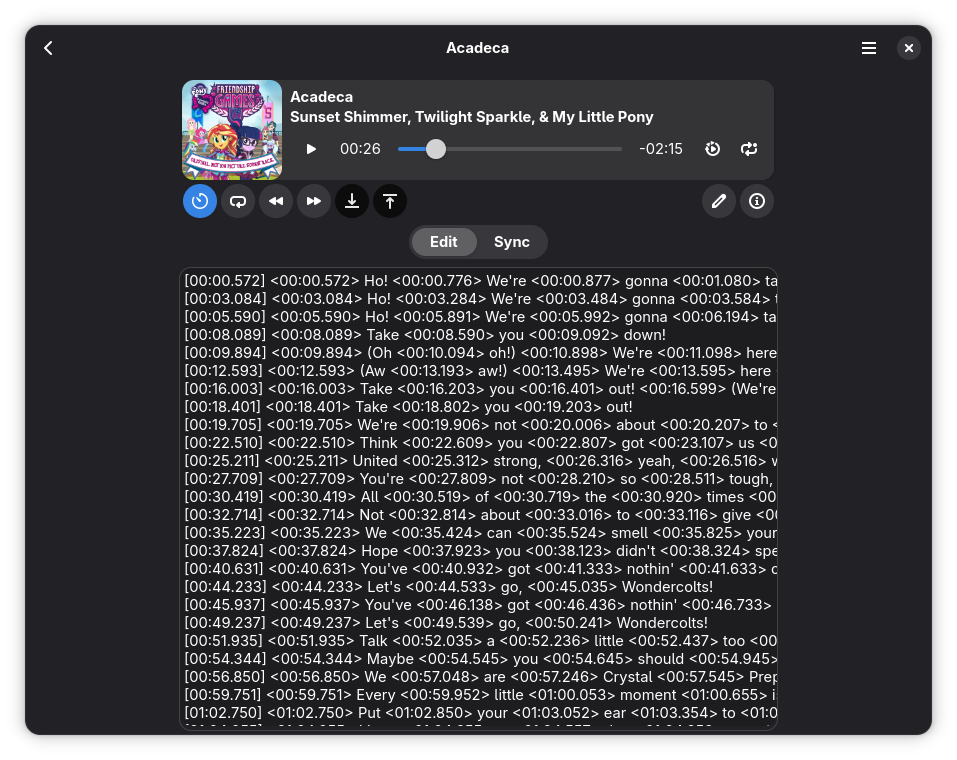 Acadeca
FRIENDSHIP
GAMES
Acadeca
Sunset Shimmer, Twilight Sparkle, & My Little Pony
00:26
-02:15
Edit
Sync
[00:00.572] <00:00.572> Ho! <00:00.776> We're <00:00.877> gonna <00:01.080> ta
[00:03.084] <00:03.084> Ho! <00:03.284> We're <00:03.484> gonna <00:03.584> t
[00:05.590] <00:05.590> Ho! <00:05.891> We're <00:05.992> gonna <00:06.194> ta
[00:08.089] <00:08.089> Take <00:08.590> you <00:09.092> down!
[00:09.894] <00:09.894> (Oh <00:10.094> oh!) <00:10.898> We're <00:11.098> here
[00:12.593] <00:12.593> (Aw <00:13.193> aw!) <00:13.495> We're <00:13.595> here
[00:16.003] <00:16.003> Take <00:16.203> you <00:16.401> out! <00:16.599> (We're
[00:18.401] <00:18.401> Take <00:18.802> you <00:19.203> out!
[00:19.705] <00:19.705> We're <00:19.906> not <00:20.006> about <00:20.207> to <
[00:22.510] <00:22.510> Think <00:22.609> you <00:22.807> got <00:23.107> us <0
[00:25.211] <00:25.211> United <00:25.312> strong, <00:26.316> yeah, <00:26.516> w
[00:27.709] <00:27.709> You're <00:27.809> not <00:28.210> so <00:28.511> tough,
[00:30.419] <00:30.419> All <00:30.519> of <00:30.719> the <00:30.920> times <00
[00:32.714] <00:32.714> Not <00:32.814> about <00:33.016> to <00:33.116> give <0
[00:35.223] <00:35.223> We <00:35.424> can <00:35.524> smell <00:35.825> your
[00:37.824] <00:37.824> Hope <00:37.923> you <00:38.123> didn't <00:38.324> spe
[00:40.631] <00:40.631> You've <00:40.932> got <00:41.333> nothin' <00:41.633> o
[00:44.233] <00:44.233> Let's <00:44.533> go, <00:45.035> Wondercolts!
[00:45.937] <00:45.937> You've <00:46.138> got <00:46.436> nothin' <00:46.733>
[00:49.237] <00:49.237> Let's <00:49.539> go, <00:50.241> Wondercolts!
[00:51.935] <00:51.935> Talk <00:52.035> a <00:52.236> little <00:52.437> too <00
[00:54.344] <00:54.344> Maybe <00:54.545> you <00:54.645> should <00:54.945>
[00:56.850] <00:56.850> We <00:57.048> are <00:57.246> Crystal <00:57.545> Prep
[00:59.751] <00:59.751> Every <00:59.952> little <01:00.053> moment <01:00.655> i
[01:02.750] <01:02.750> Put <01:02.850> your <01:03.052> ear <01:03.354> to <01:0